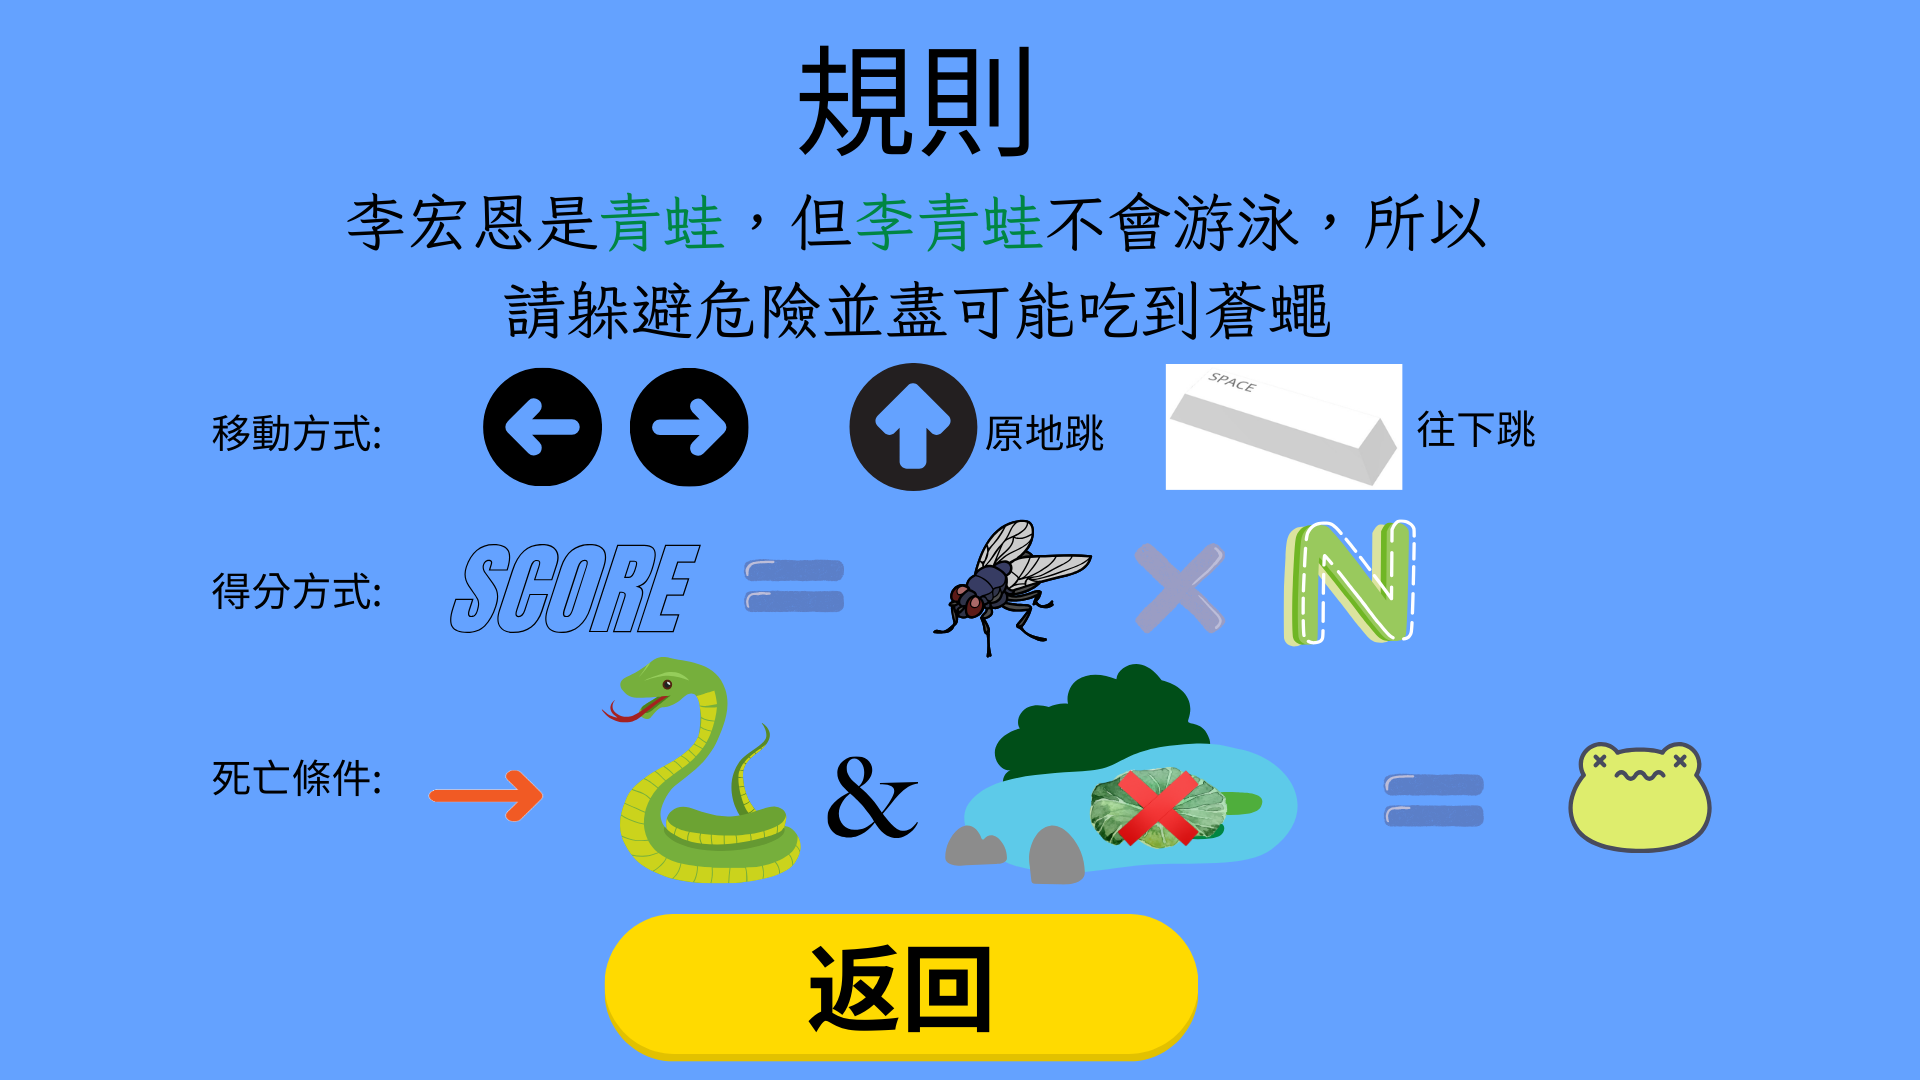 規則
李宏恩是青蛙，但李青蛙不會游泳，所以
請躲避危險並盡可能吃到蒼蠅
移動方式: 原地跳 SPACE 往下跳
得分方式: SCORE = × N
死亡條件: → & =
返回